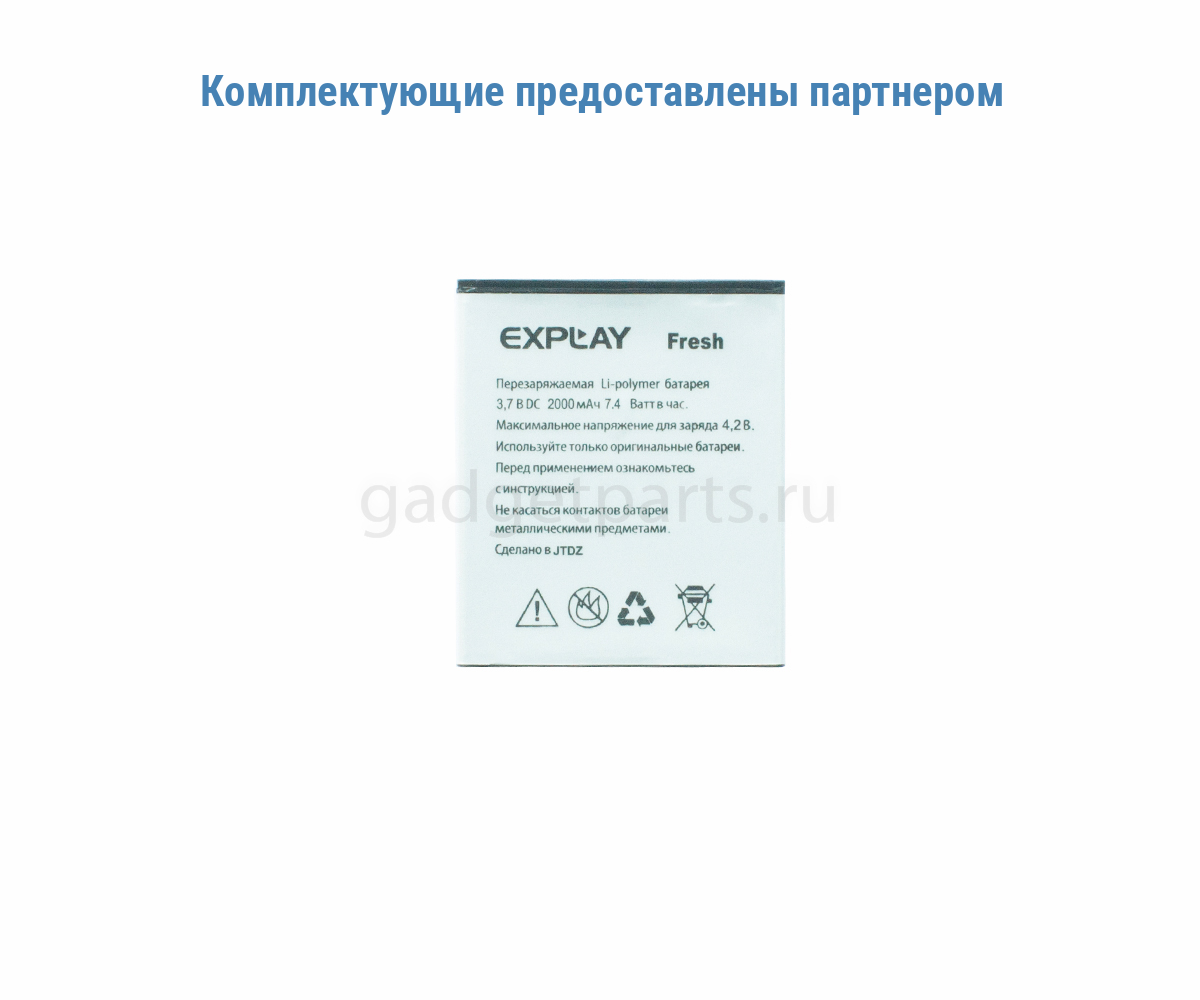 Комплектующие предоставлены партнером
EXPLAY Fresh
Перезаряжаемая Li-polymer батарея
3,7 В DC 2000 мАч 7.4 Ватт в час.
Максимальное напряжение для заряда 4,2 В.
Используйте только оригинальные батареи.
Перед применением ознакомьтесь
с инструкцией.
gadgetparts.ru
Не касаться контактов батареи
металлическими предметами.
Сделано в JTDZ